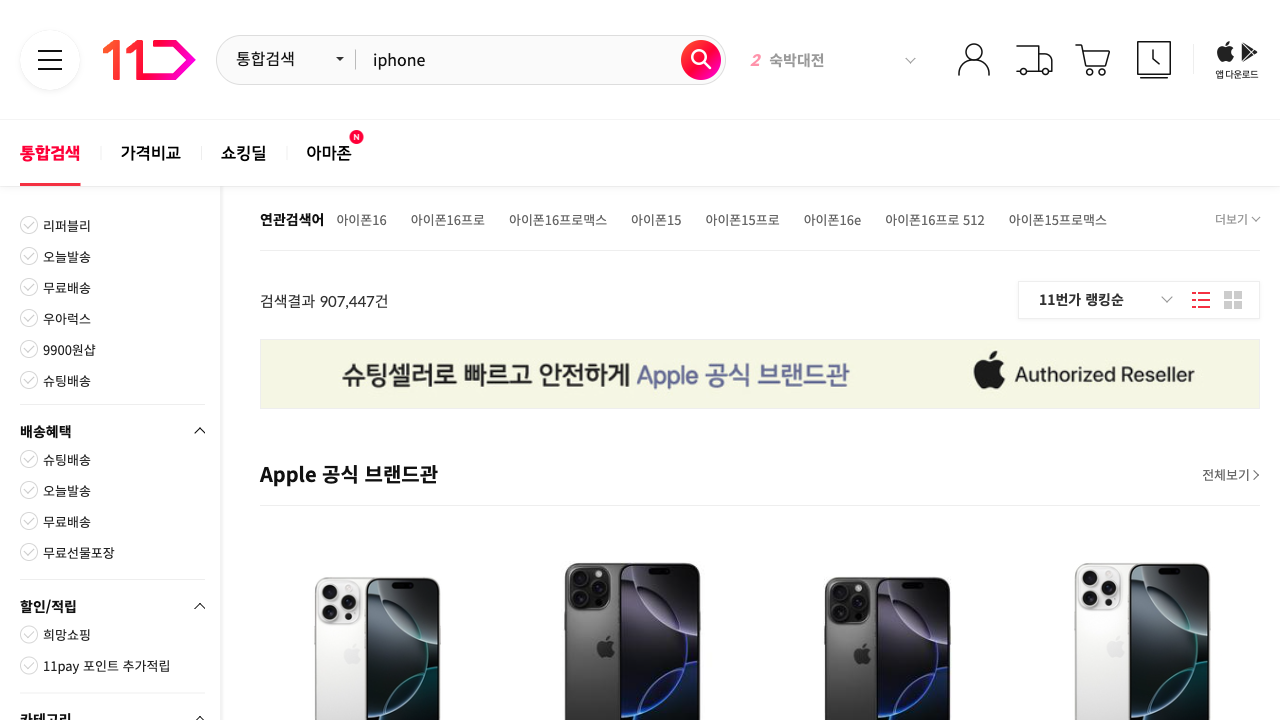 11
통합검색
iphone
2 숙박대전
앱 다운로드
통합검색
가격비교
쇼킹딜
아마존
N
리퍼블리
오늘발송
무료배송
우아럭스
9900원샵
슈팅배송
배송혜택
슈팅배송
오늘발송
무료배송
무료선물포장
할인/적립
희망쇼핑
11pay 포인트 추가적립
카테고리
연관검색어 아이폰16 아이폰16프로 아이폰16프로맥스 아이폰15 아이폰15프로 아이폰16e 아이폰16프로 512 아이폰15프로맥스 더보기
검색결과 907,447건
11번가 랭킹순
슈팅셀러로 빠르고 안전하게 Apple 공식 브랜드관 Authorized Reseller
Apple 공식 브랜드관
전체보기